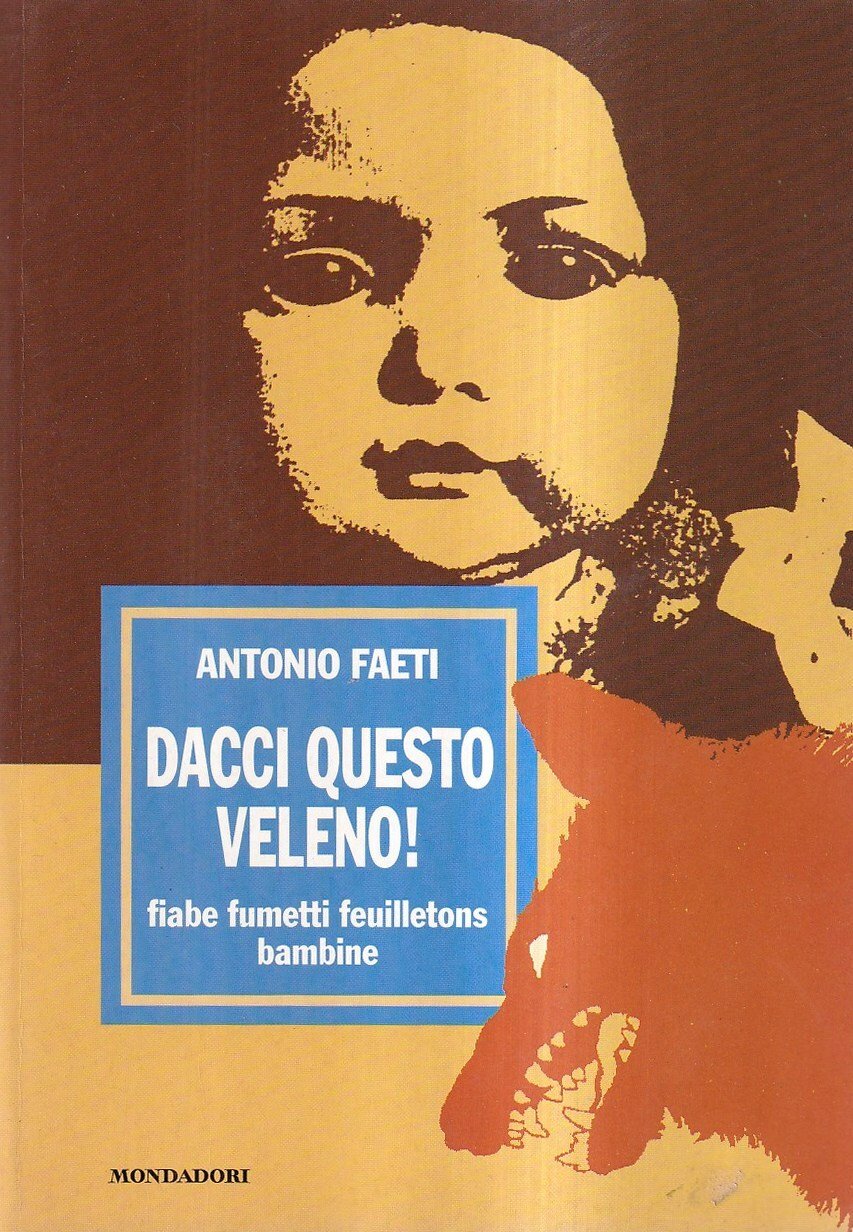 ANTONIO FAETI
DACCI QUESTO
VELENO!
fiabe fumetti feuilletons
bambine
MONDADORI